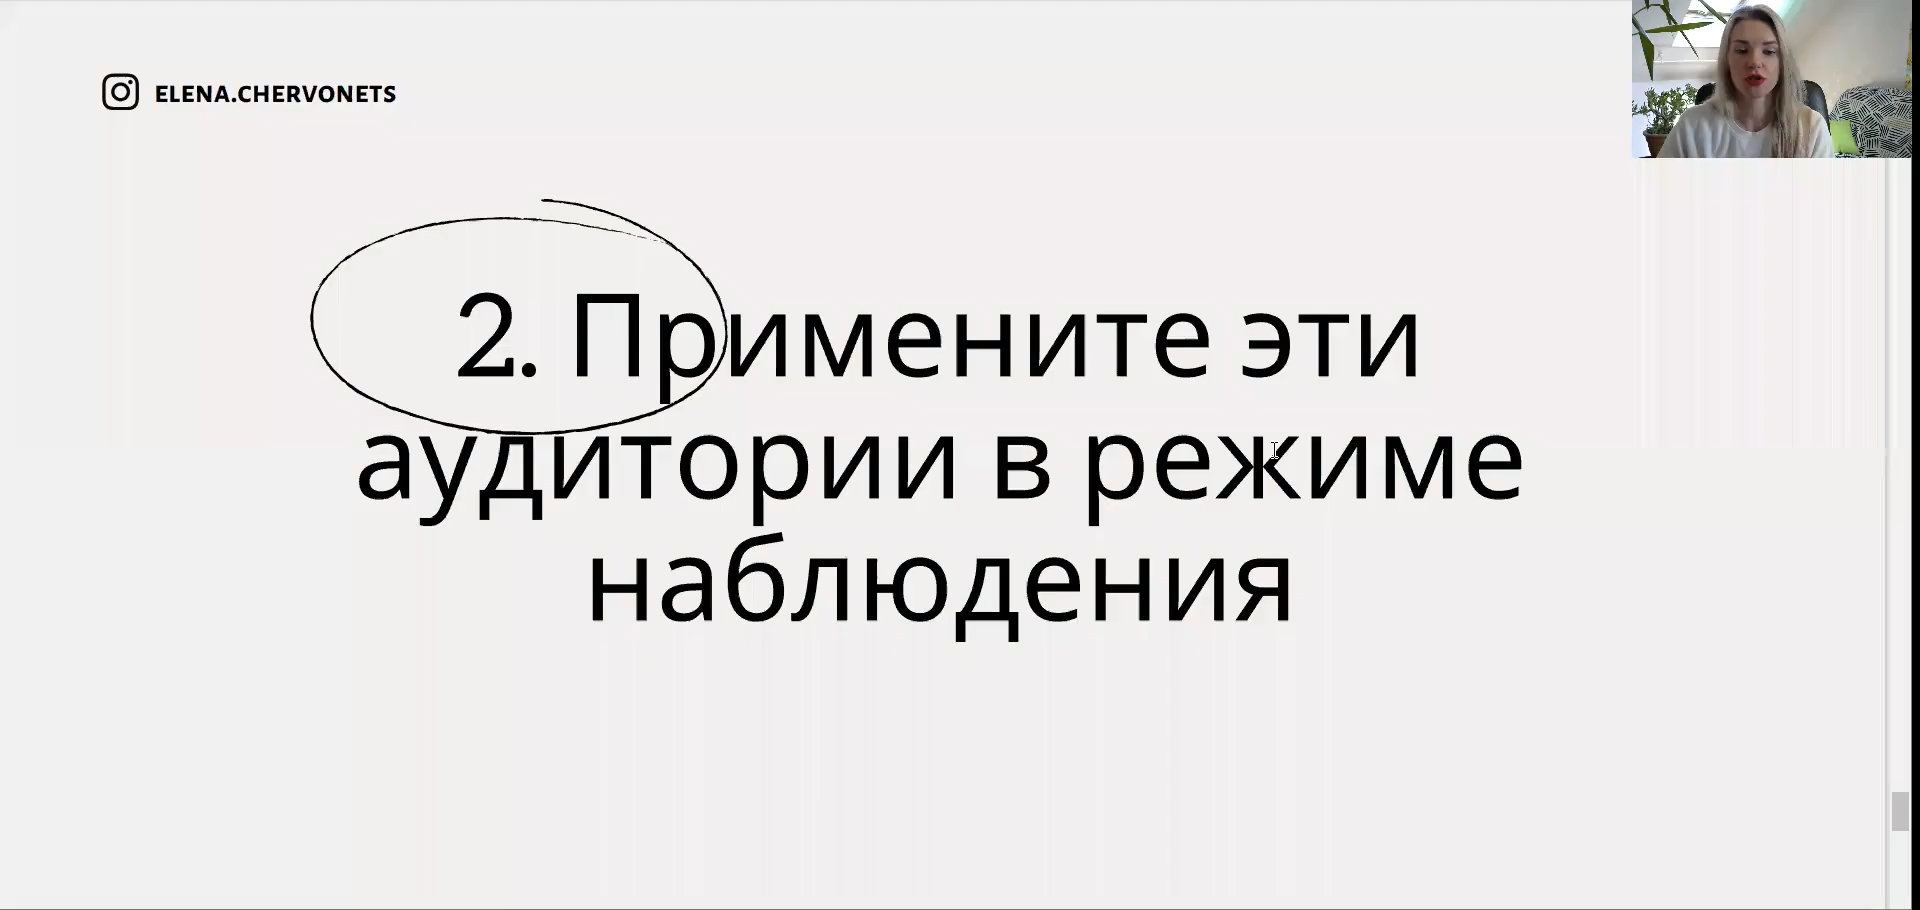 ELENA.CHERVONETS
2. Примените эти
аудитории в режиме
наблюдения